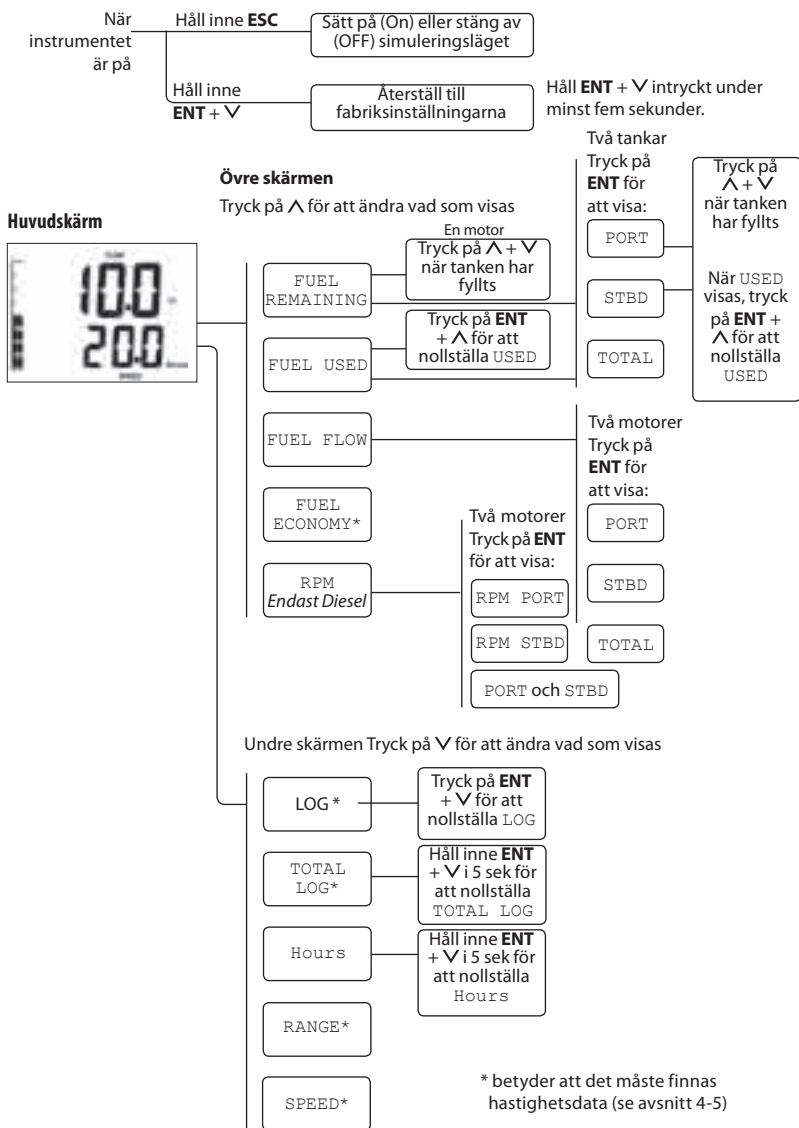 När
instrumentet
är på
Håll inne ESC
Sätt på (On) eller stäng av
(OFF) simuleringsläget
Håll inne
ENT + V
Återställ till
fabriksinställningarna
Håll ENT + V intryckt under
minst fem sekunder.
Huvudskärm
10.0
20.0
Övre skärmen
Tryck på Λ för att ändra vad som visas
FUEL
REMAINING
En motor
Tryck på Λ + V
när tanken har
fyllts
FUEL USED
Tryck på ENT
+ Λ för att
nollställa USED
Två tankar
Tryck på
ENT för
att visa:
PORT
STBD
TOTAL
Tryck på
Λ + V
när tanken
har fyllts
När USED
visas, tryck
på ENT +
Λ för att
nollställa
USED
FUEL FLOW
Två motorer
Tryck på
ENT för
att visa:
PORT
STBD
TOTAL
FUEL
ECONOMY*
RPM
Endast Diesel
Två motorer
Tryck på ENT
för att visa:
RPM PORT
RPM STBD
PORT och STBD
Undre skärmen Tryck på V för att ändra vad som visas
LOG *
Tryck på ENT
+ V för att
nollställa LOG
TOTAL
LOG*
Håll inne ENT
+ V i 5 sek för
att nollställa
TOTAL LOG
Hours
Håll inne ENT
+ V i 5 sek för
att nollställa
Hours
RANGE*
SPEED*
* betyder att det måste finnas
hastighetsdata (se avsnitt 4-5)